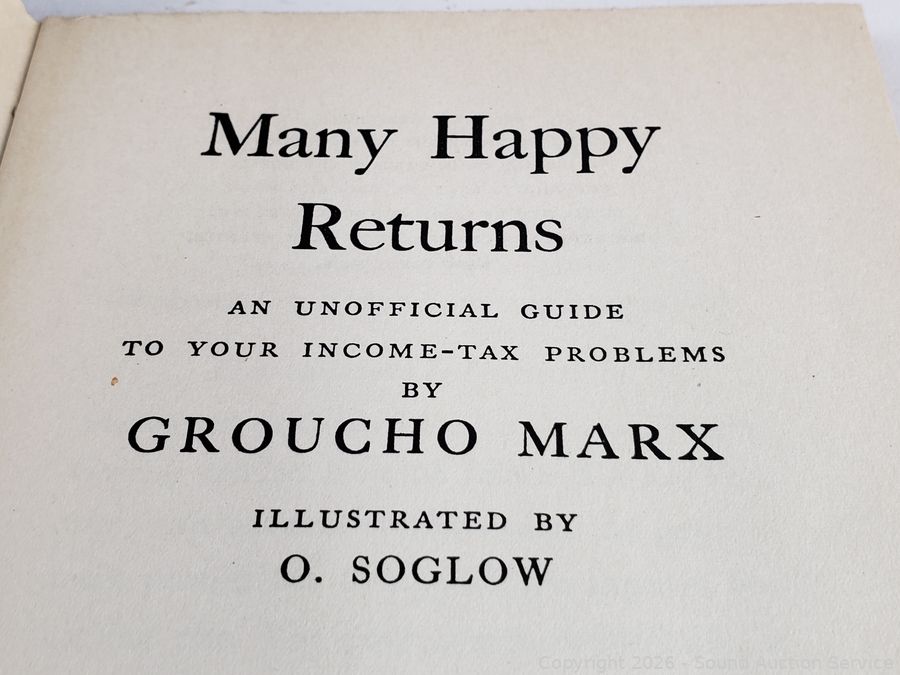 Many Happy
Returns
AN UNOFFICIAL GUIDE
TO YOUR INCOME-TAX PROBLEMS
BY
GROUCHO MARX
ILLUSTRATED BY
O. SOGLOW
Copyright 2026 - Sound Auction Service